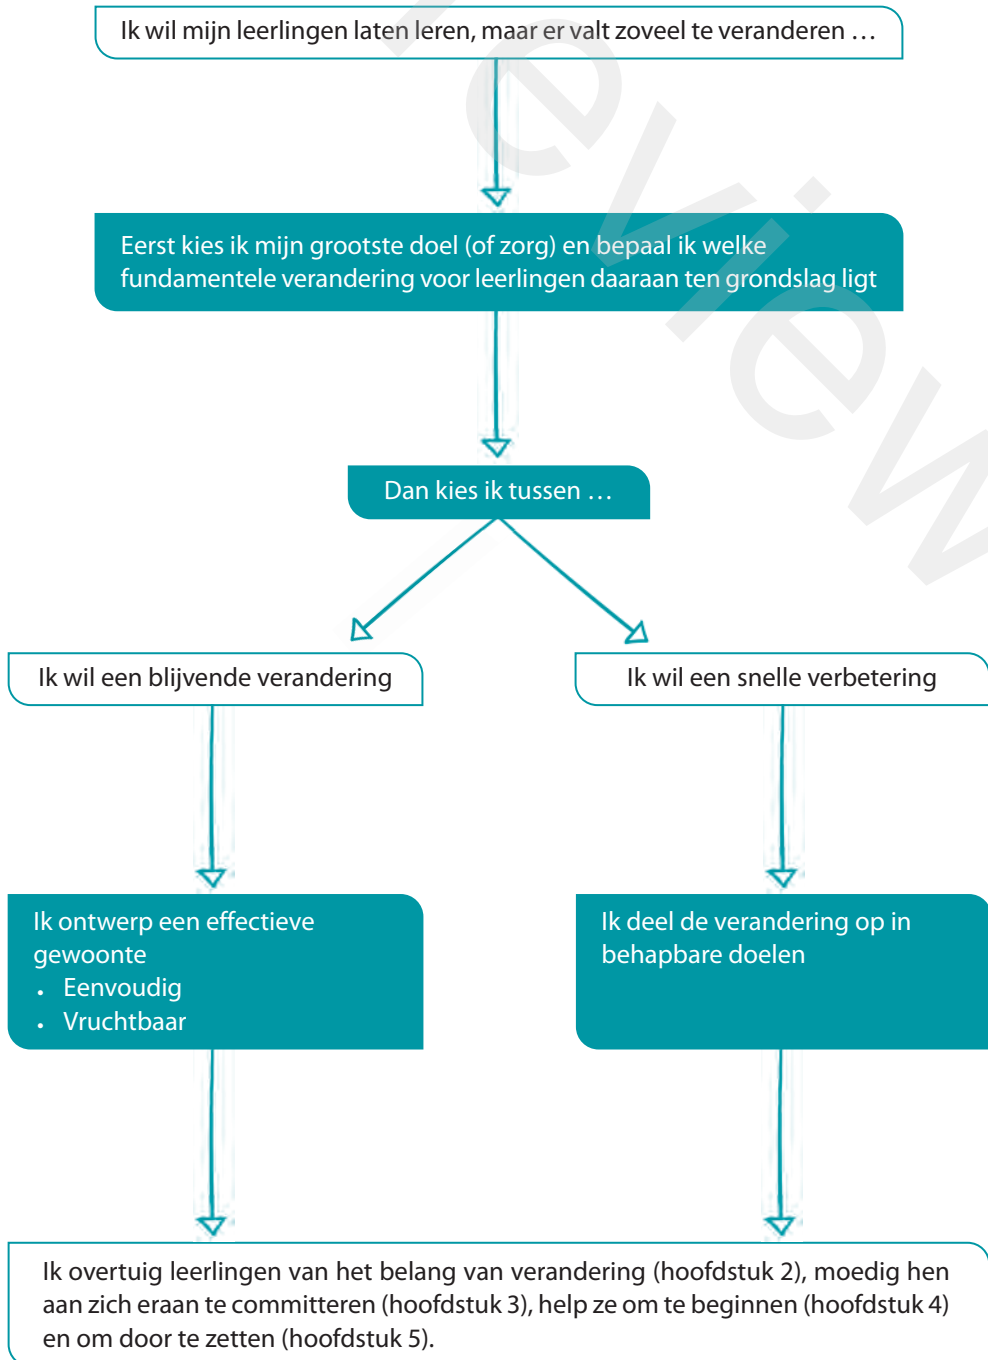 Ik wil mijn leerlingen laten leren, maar er valt zoveel te veranderen …
Eerst kies ik mijn grootste doel (of zorg) en bepaal ik welke
fundamentele verandering voor leerlingen daaraan ten grondslag ligt
Dan kies ik tussen …
Ik wil een blijvende verandering
Ik wil een snelle verbetering
Ik ontwerp een effectieve
gewoonte
• Eenvoudig
• Vruchtbaar
Ik deel de verandering op in
behapbare doelen
Ik overtuig leerlingen van het belang van verandering (hoofdstuk 2), moedig hen
aan zich eraan te committeren (hoofdstuk 3), help ze om te beginnen (hoofdstuk 4)
en om door te zetten (hoofdstuk 5).
review